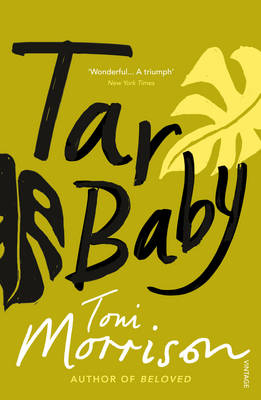 ‘Wonderful... A triumph’
New York Times
Tar
Baby
Toni
Morrison
AUTHOR OF BELOVED
VINTAGE